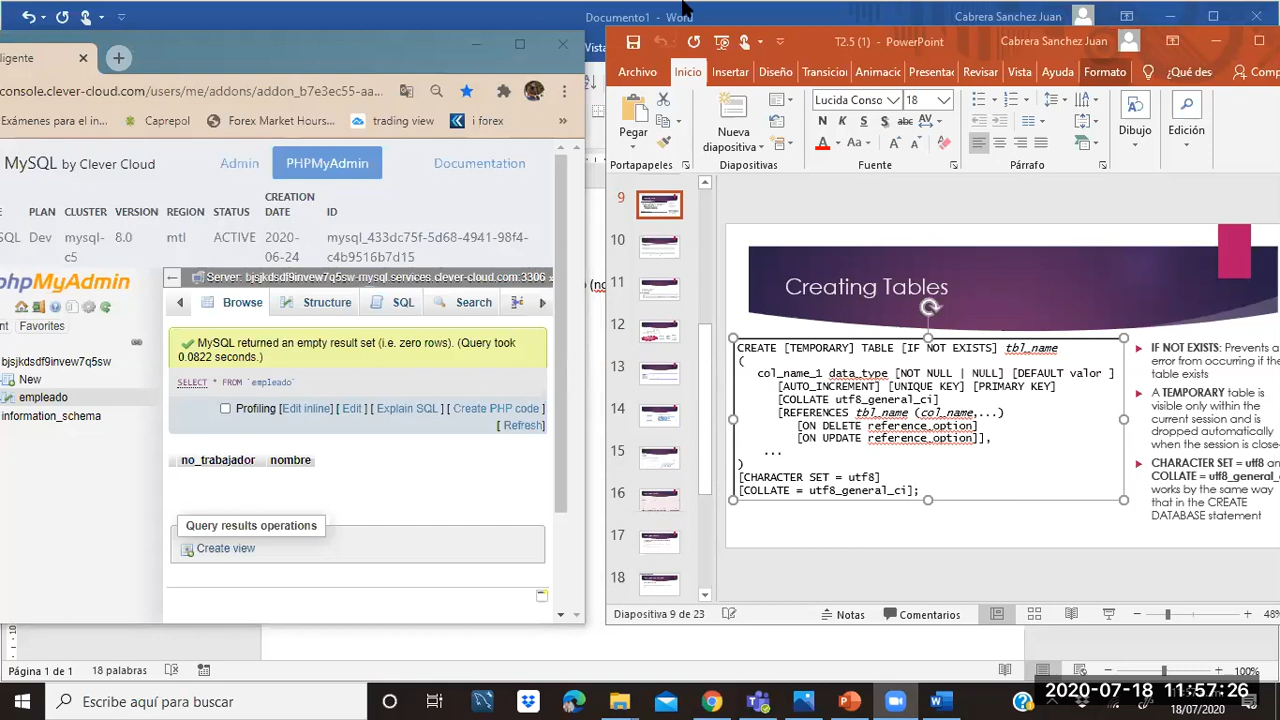 Documento1 - Word
Cabrera Sanchez Juan
ligente
console.clever-cloud.com/users/me/addons/addon_b7e3ec55-aa...
Exámenes para el in...
Caprepol
Forex Market Hours...
trading view
i forex
»
MySQL by Clever Cloud
Admin
PHPMyAdmin
Documentation
PLAN
CLUSTER
VERSION
REGION
STATUS
CREATION DATE
ID
SQL
Dev
mysql-c5
8.0
mtl
ACTIVE
2020-06-24
mysql_433dc75f-5d68-4941-98f4-c4b9516b7d15
phpMyAdmin
nt Favorites
bjsjkdsdf9invew7q5sw
New
empleado
information_schema
Server: bjsjkdsdf9invew7q5sw-mysql.services.clever-cloud.com:3306 »
Browse
Structure
SQL
Search
MySQL returned an empty result set (i.e. zero rows). (Query took
0.0822 seconds.)
SELECT * FROM `empleado`
Profiling [Edit inline] [ Edit ] [ Explain SQL ] [ Create PHP code ]
[ Refresh]
no_trabajador nombre
Query results operations
Create view
Vista
(no
T2.5 (1) - PowerPoint
Cabrera Sanchez Juan
Archivo
Inicio
Insertar
Diseño
Transicion
Animacio
Presenta
Revisar
Vista
Ayuda
Formato
¿Qué des
Comp
Pegar
Nueva
diapositiva
Lucida Conso
18
N K S S abc AV
A Aa
Dibujo
Edición
Portapapeles
Diapositivas
Fuente
Párrafo
9
10
11
12
13
14
15
16
17
18
Creating Tables
CREATE [TEMPORARY] TABLE [IF NOT EXISTS] tbl_name
(
col_name_1 data_type [NOT NULL | NULL] [DEFAULT valor ]
[AUTO_INCREMENT] [UNIQUE KEY] [PRIMARY KEY]
[COLLATE utf8_general_ci]
[REFERENCES tbl_name (col_name,...)
[ON DELETE reference_option]
[ON UPDATE reference_option]],
...
)
[CHARACTER SET = utf8]
[COLLATE = utf8_general_ci];
IF NOT EXISTS: Prevents a
error from occurring if the
table exists
A TEMPORARY table is
visible only within the
current session and is
dropped automatically
when the session is close
CHARACTER SET = utf8 an
COLLATE = utf8_general_c
works by the same way
that in the CREATE
DATABASE statement
Diapositiva 9 de 23
Notas
Comentarios
48%
Página 1 de 1
18 palabras
100%
Escribe aquí para buscar
2020-07-18 11:57:26
18/07/2020